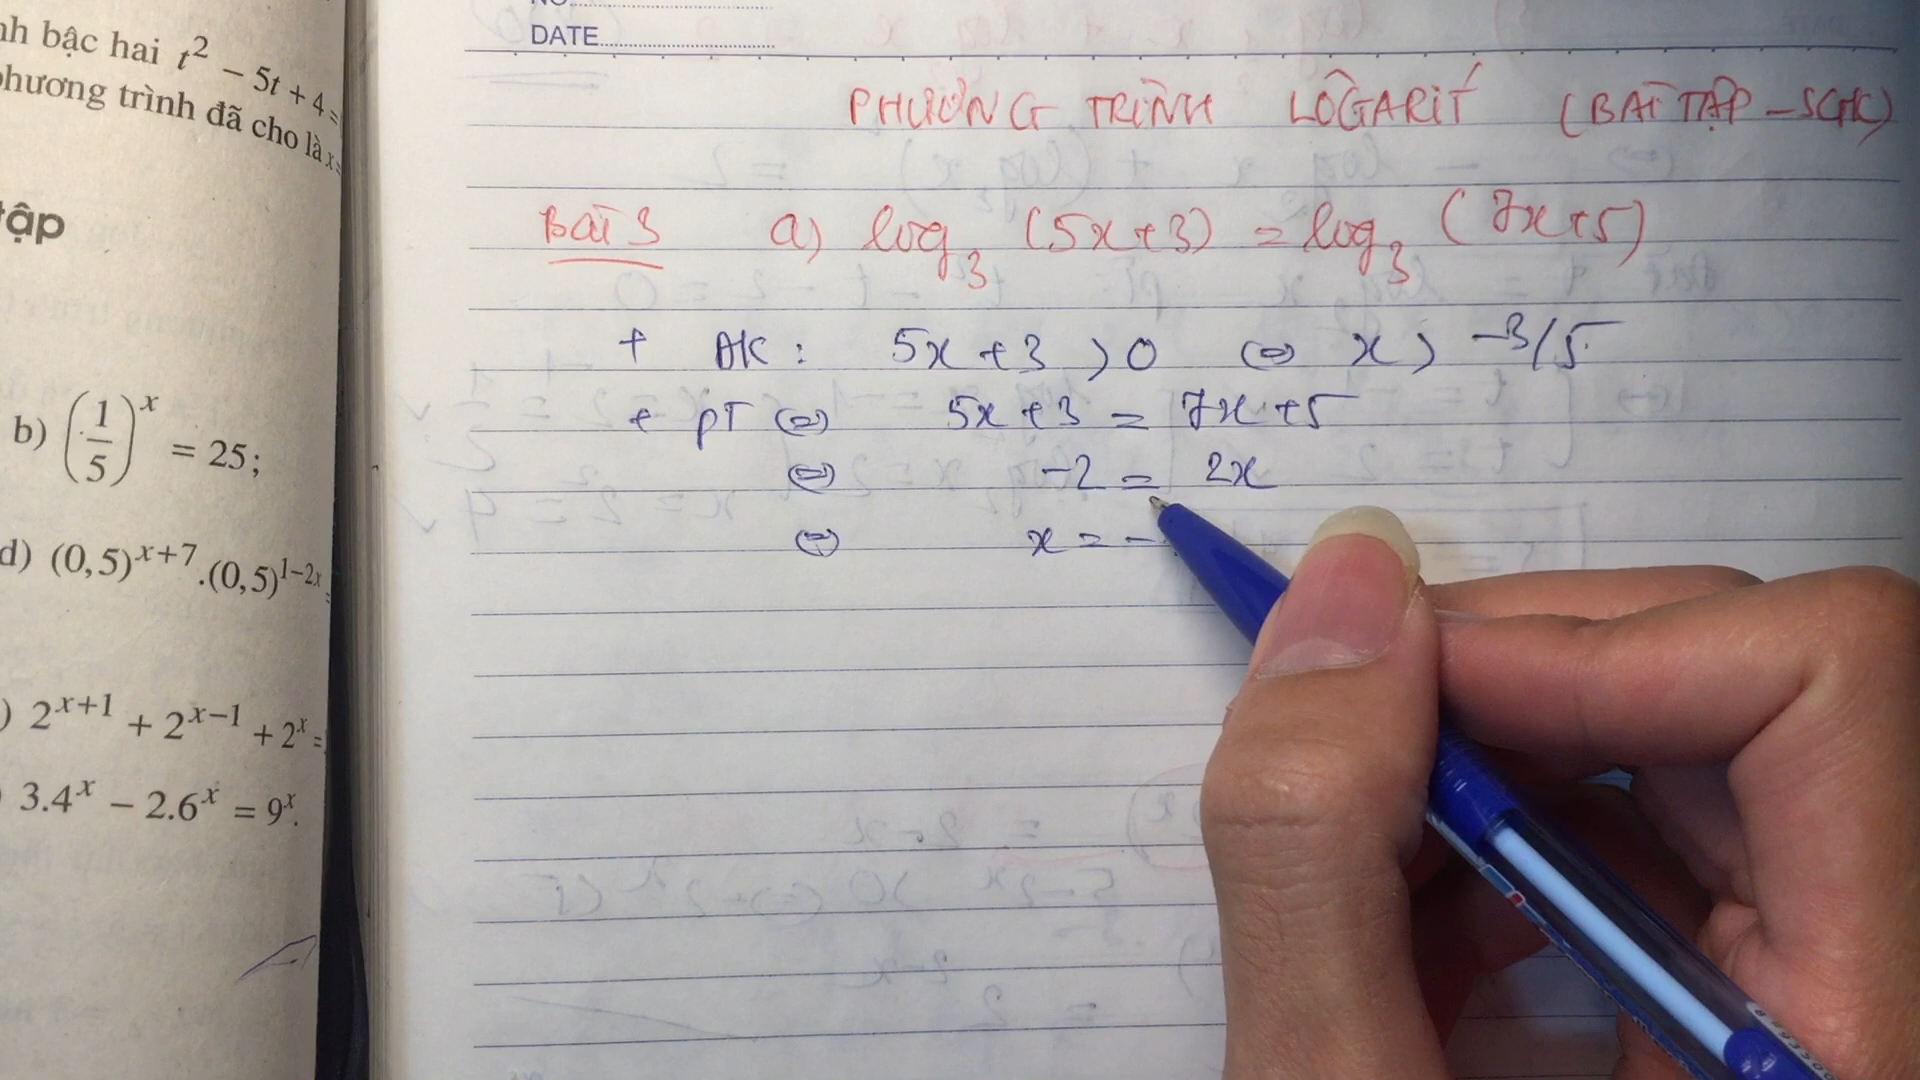 NO.
DATE
nh bậc hai t² − 5t + 4 =
phương trình đã cho là x =
tập
b) (1/5)^x = 25;
d) (0,5)^{x+7}.(0,5)^{1−2x}
) 2^{x+1} + 2^{x−1} + 2^x =
) 3.4^x − 2.6^x = 9^x.
PHƯƠNG TRÌNH LÔGARIT (BÀI TẬP – SGK)
Bài 3 a) log₃ (5x+3) = log₃ (7x+5)
+ ĐK: 5x + 3 > 0 ⇔ x > -3/5
+ PT ⇔ 5x + 3 = 7x + 5
⇔ -2 = 2x
⇔ x = -